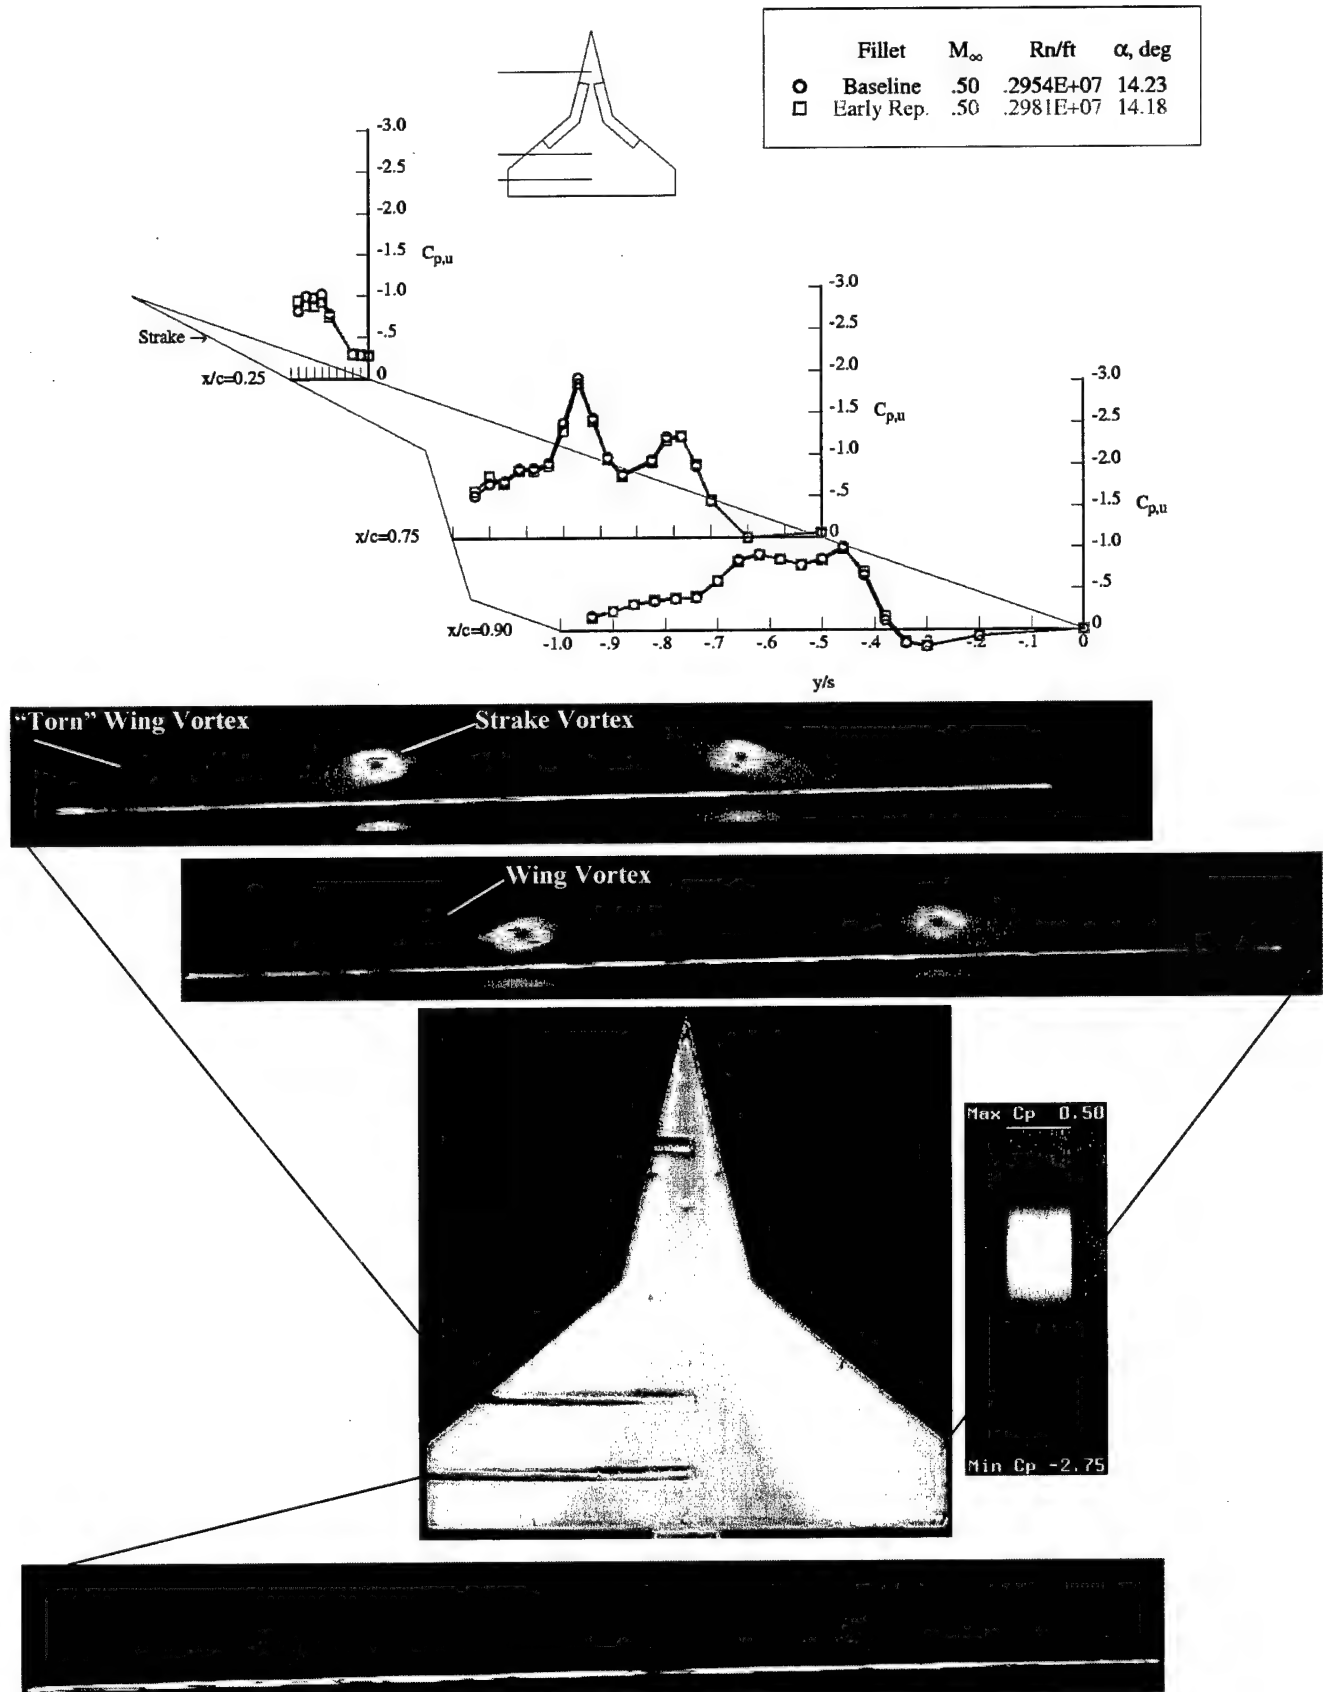 Fillet M∞ Rn/ft α, deg
Baseline .50 .2954E+07 14.23
Early Rep. .50 .2981E+07 14.18
-3.0
-2.5
-2.0
-1.5
Cp,u
-1.0
-.5
0
Strake →
x/c=0.25
-3.0
-2.5
-2.0
-1.5
Cp,u
-1.0
-.5
0
x/c=0.75
-3.0
-2.5
-2.0
-1.5
Cp,u
-1.0
-.5
0
x/c=0.90
-1.0 -.9 -.8 -.7 -.6 -.5 -.4 -.3 -.2 -.1 0
y/s
“Torn” Wing Vortex
Strake Vortex
Wing Vortex
Max Cp 0.50
Min Cp -2.75